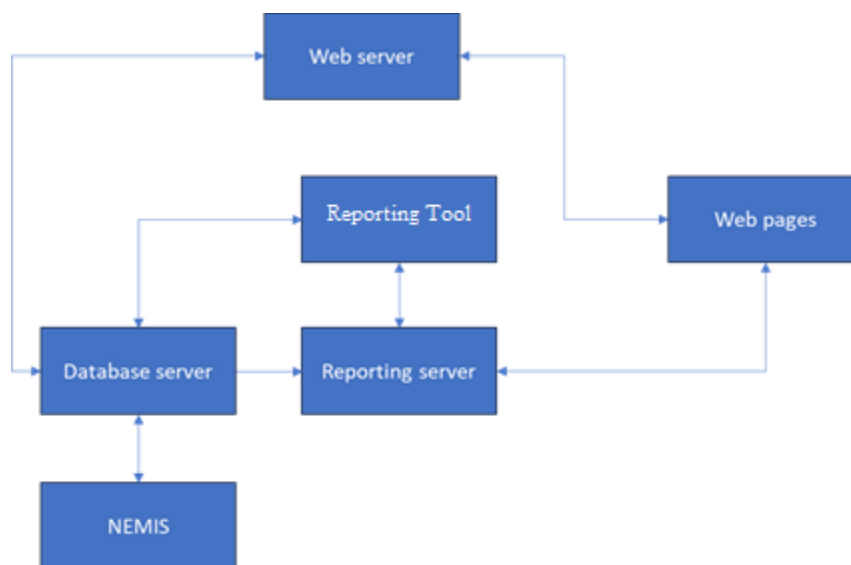 Web server
Reporting Tool
Web pages
Database server
Reporting server
NEMIS